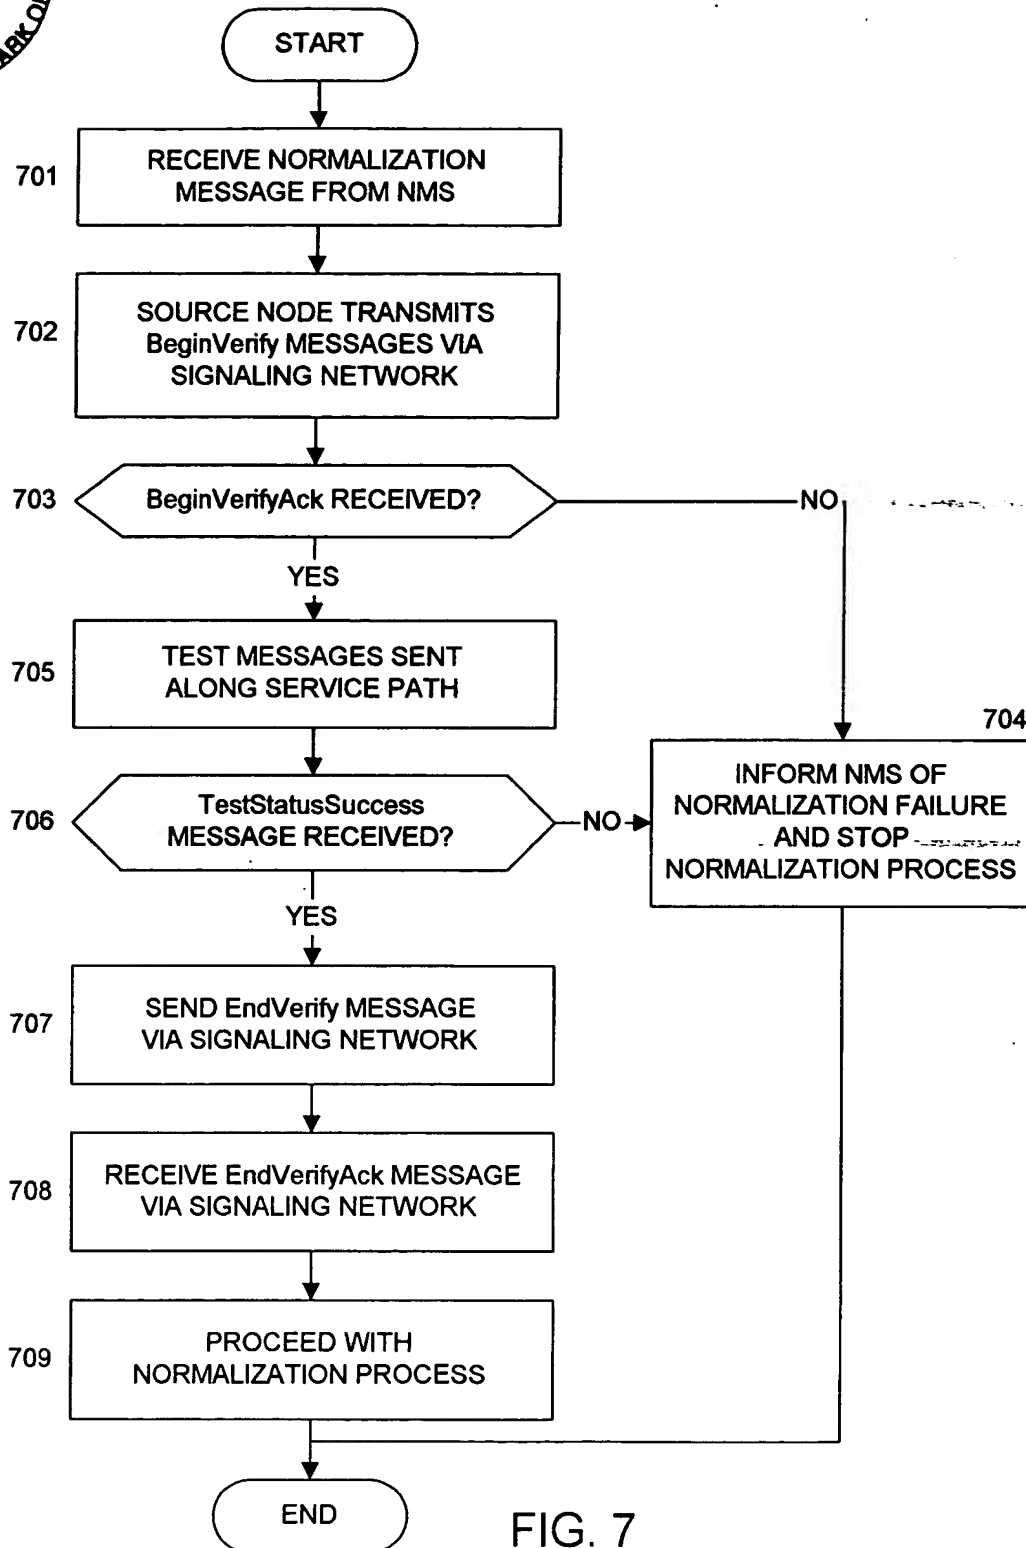 START
701
RECEIVE NORMALIZATION
MESSAGE FROM NMS
702
SOURCE NODE TRANSMITS
BeginVerify MESSAGES VIA
SIGNALING NETWORK
703
BeginVerifyAck RECEIVED?
NO
YES
705
TEST MESSAGES SENT
ALONG SERVICE PATH
704
INFORM NMS OF
NORMALIZATION FAILURE
AND STOP
NORMALIZATION PROCESS
706
TestStatusSuccess
MESSAGE RECEIVED?
NO
YES
707
SEND EndVerify MESSAGE
VIA SIGNALING NETWORK
708
RECEIVE EndVerifyAck MESSAGE
VIA SIGNALING NETWORK
709
PROCEED WITH
NORMALIZATION PROCESS
END
FIG. 7